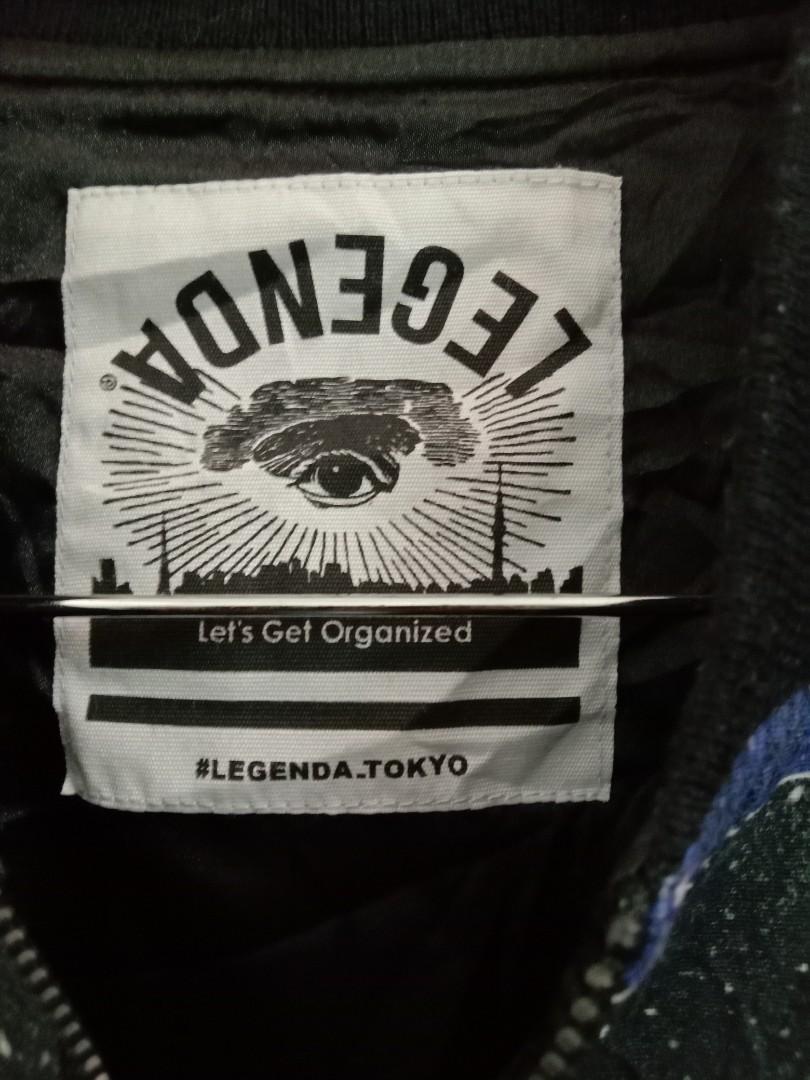 LEGENDA
®
Let's Get Organized
#LEGENDA_TOKYO